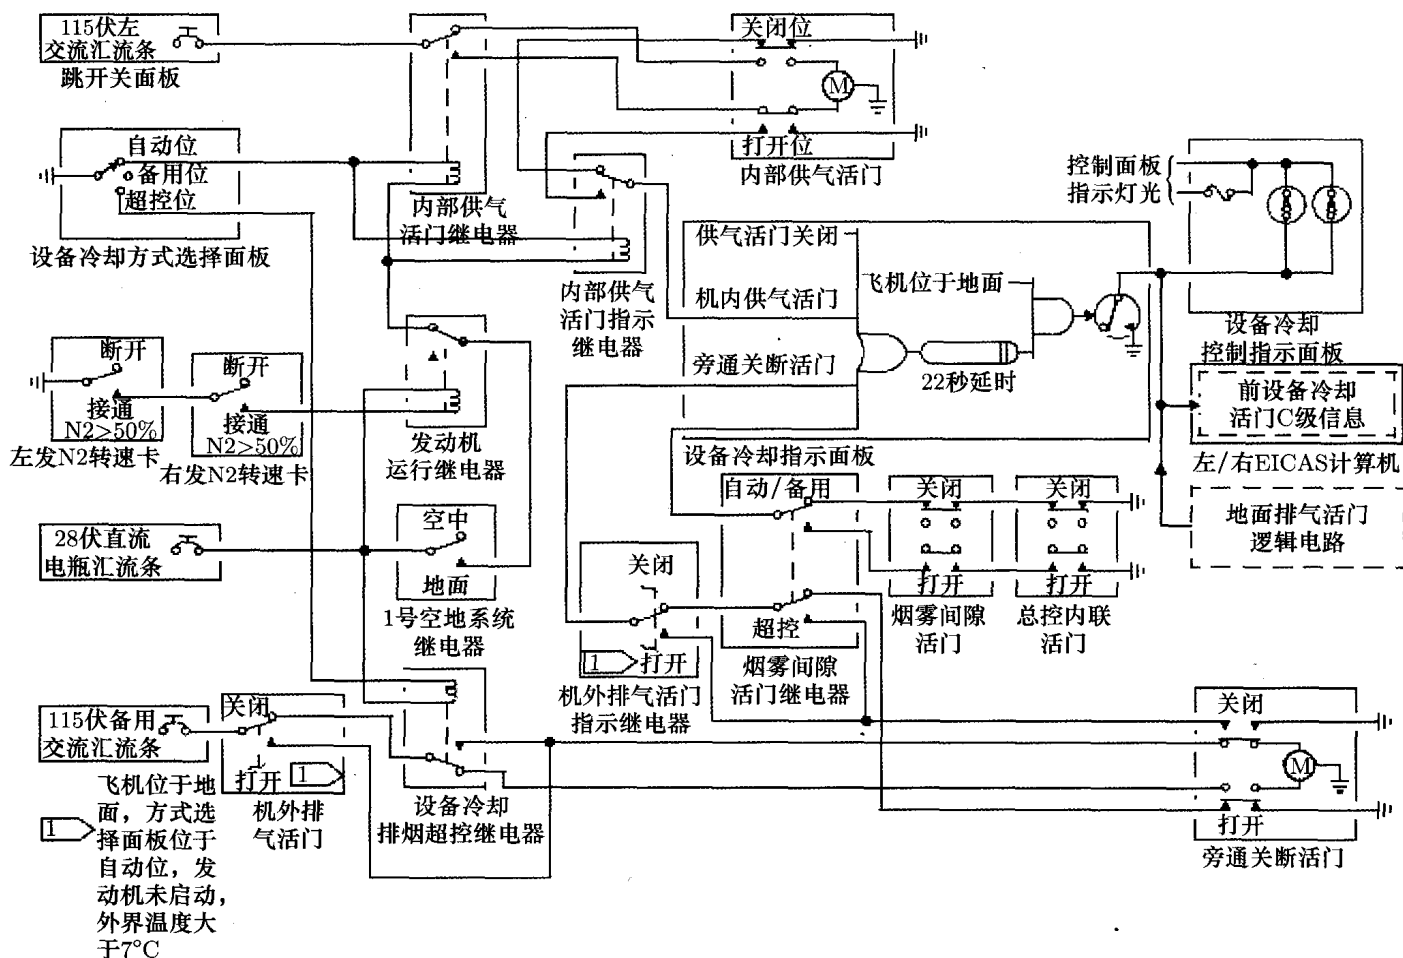 115伏左
交流汇流条
跳开关面板
自动位
备用位
超控位
设备冷却方式选择面板
内部供气
活门继电器
关闭位
M
打开位
内部供气活门
内部供气
活门指示
继电器
控制面板
指示灯光
设备冷却
控制指示面板
供气活门关闭
机内供气活门
旁通关断活门
飞机位于地面
22秒延时
设备冷却指示面板
前设备冷却
活门C级信息
左/右EICAS计算机
地面排气活门
逻辑电路
断开
接通
N2>50%
左发N2转速卡
断开
接通
N2>50%
右发N2转速卡
发动机
运行继电器
28伏直流
电瓶汇流条
空中
地面
1号空地系统
继电器
关闭
1
打开
机外排气活门
指示继电器
自动/备用
超控
烟雾间隙
活门继电器
关闭
打开
烟雾间隙
活门
关闭
打开
总控内联
活门
115伏备用
交流汇流条
关闭
打开
1
机外排
气活门
设备冷却
排烟超控继电器
关闭
M
打开
旁通关断活门
1
飞机位于地
面，方式选
择面板位于
自动位，发
动机未启动，
外界温度大
于7°C